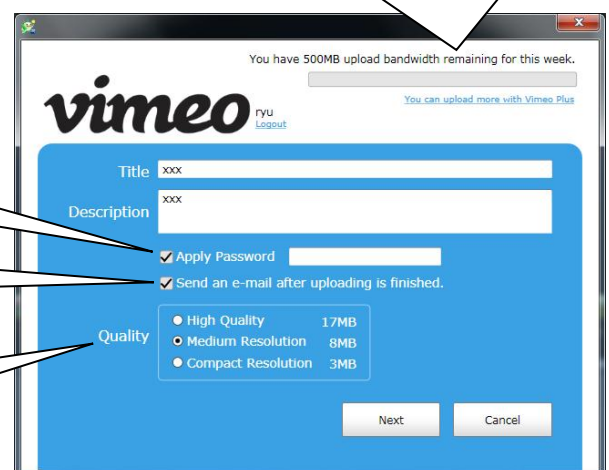 You have 500MB upload bandwidth remaining for this week.
You can upload more with Vimeo Plus
vimeo
ryu
Logout
Title xxx
Description xxx
Apply Password
Send an e-mail after uploading is finished.
Quality
High Quality 17MB
Medium Resolution 8MB
Compact Resolution 3MB
Next Cancel